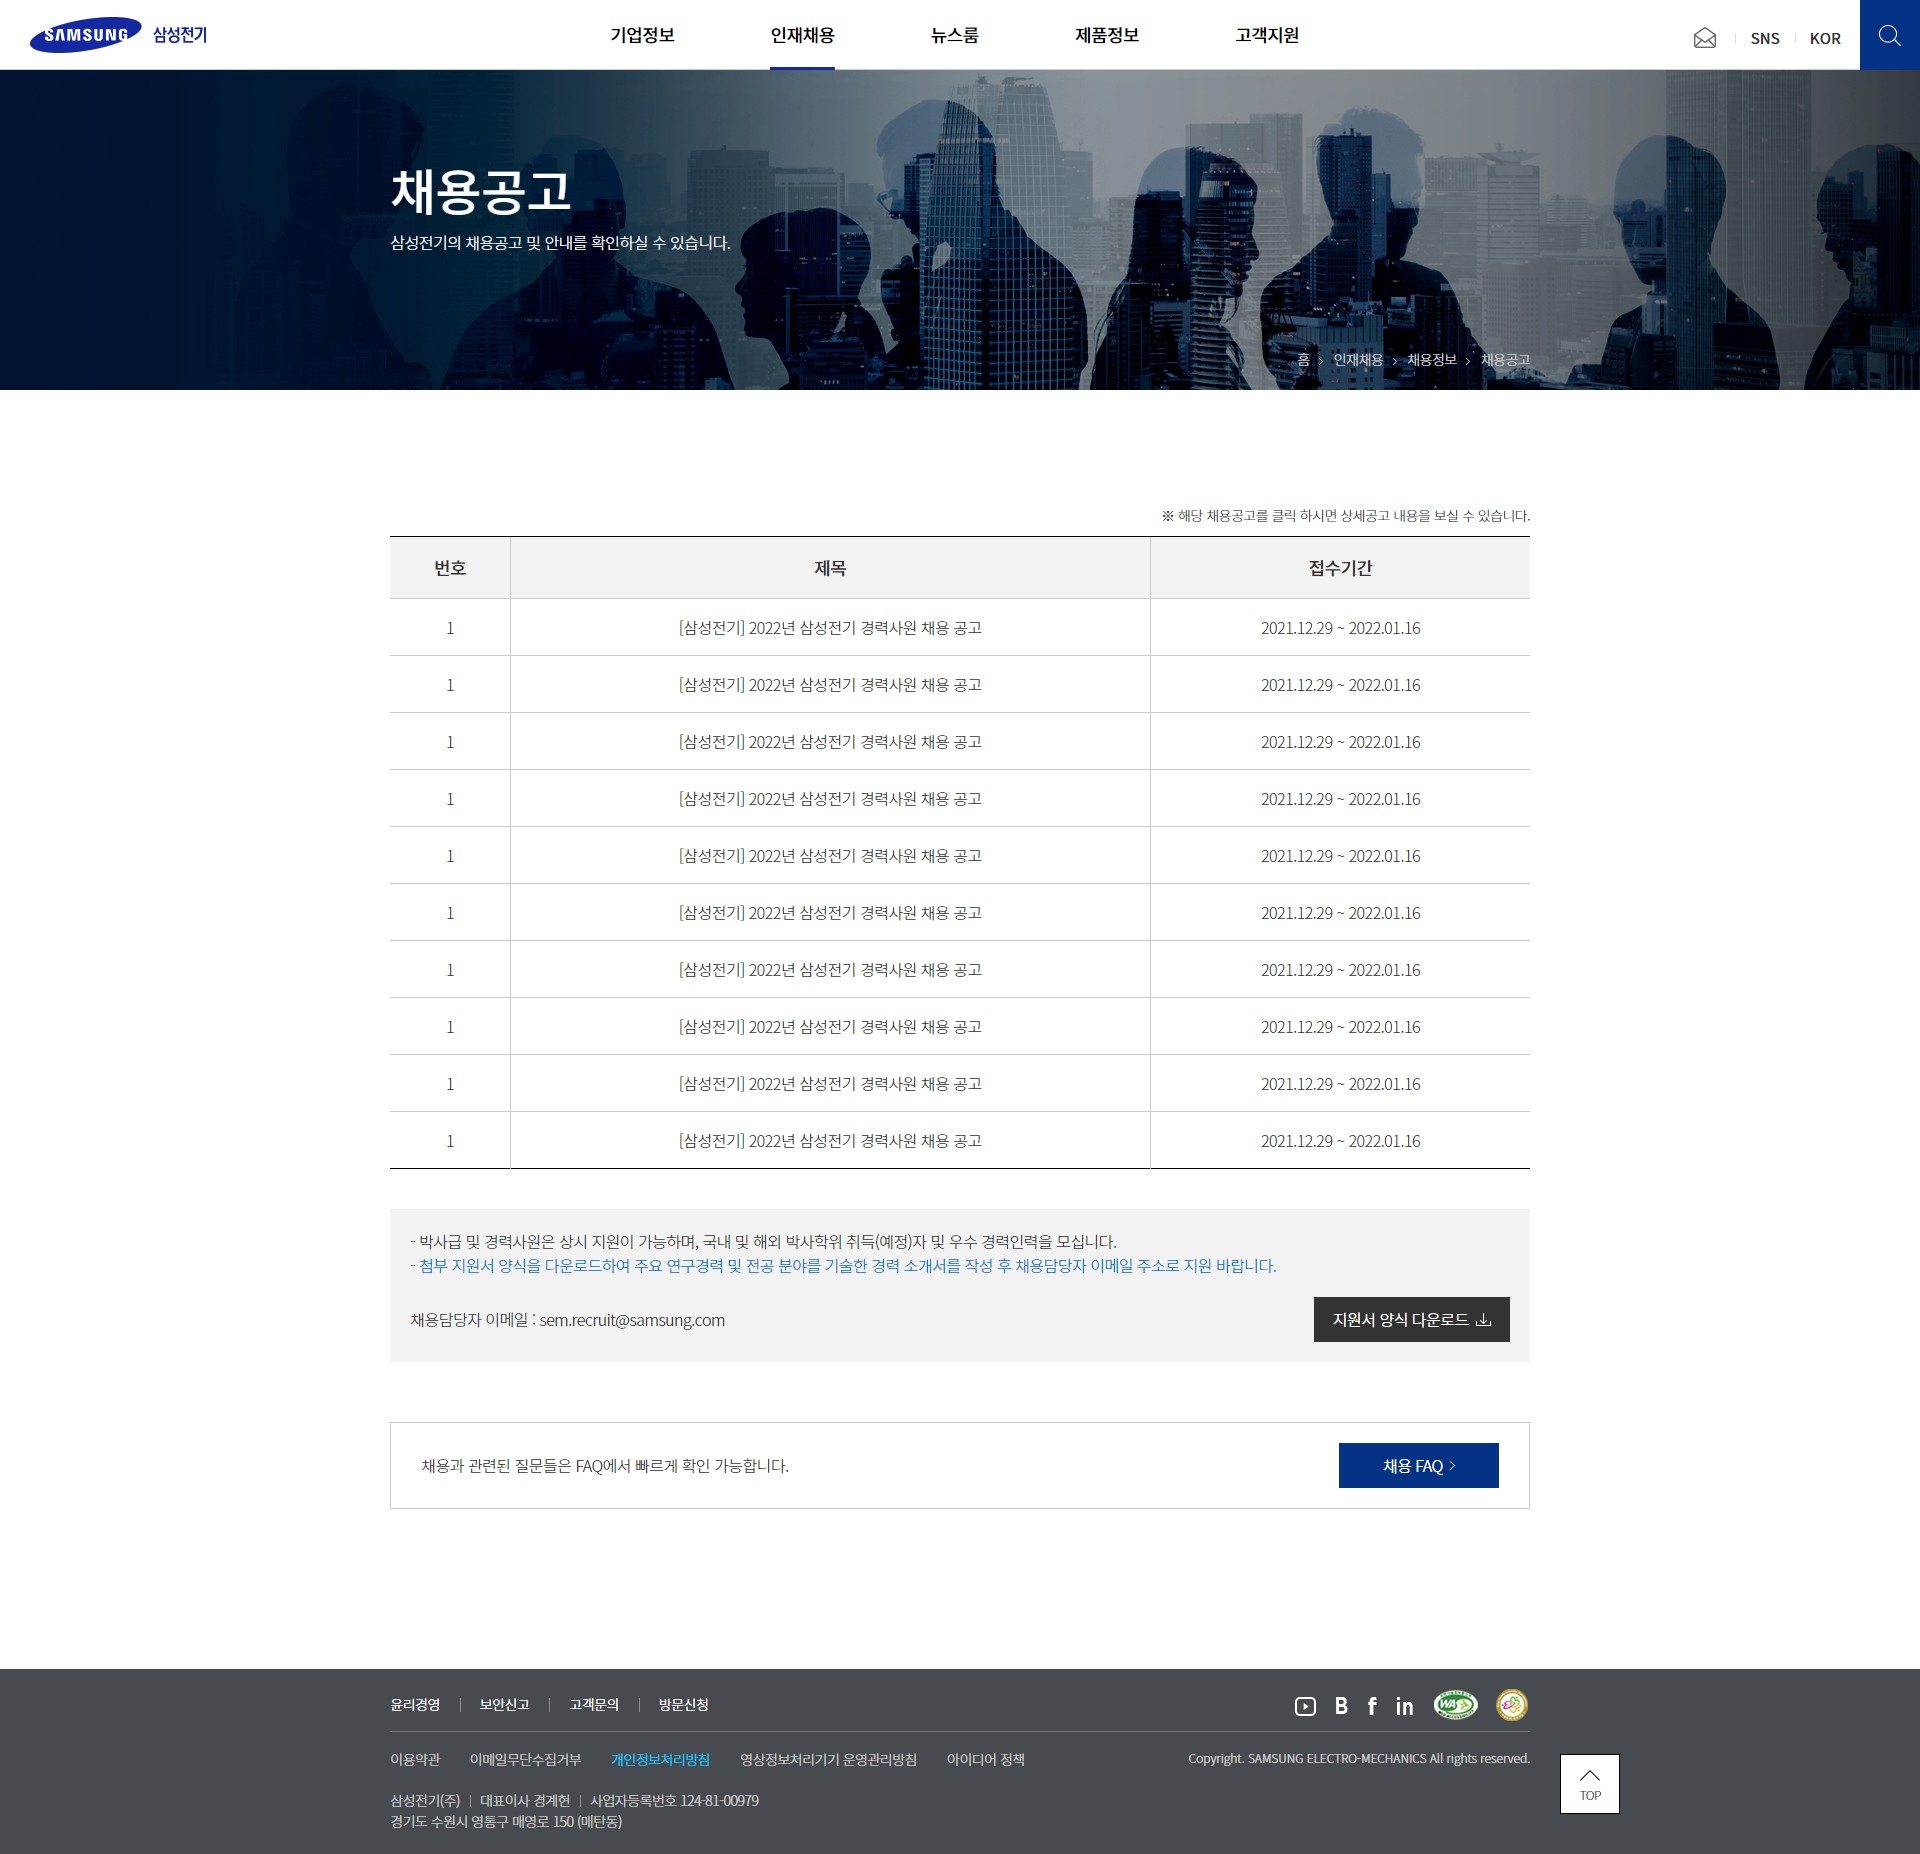 SAMSUNG 삼성전기
기업정보 인재채용 뉴스룸 제품정보 고객지원
SNS KOR
채용공고
삼성전기의 채용공고 및 안내를 확인하실 수 있습니다.
홈 > 인재채용 > 채용정보 > 채용공고
※ 해당 채용공고를 클릭 하시면 상세공고 내용을 보실 수 있습니다.
번호 제목 접수기간
1 [삼성전기] 2022년 삼성전기 경력사원 채용 공고 2021.12.29 ~ 2022.01.16
1 [삼성전기] 2022년 삼성전기 경력사원 채용 공고 2021.12.29 ~ 2022.01.16
1 [삼성전기] 2022년 삼성전기 경력사원 채용 공고 2021.12.29 ~ 2022.01.16
1 [삼성전기] 2022년 삼성전기 경력사원 채용 공고 2021.12.29 ~ 2022.01.16
1 [삼성전기] 2022년 삼성전기 경력사원 채용 공고 2021.12.29 ~ 2022.01.16
1 [삼성전기] 2022년 삼성전기 경력사원 채용 공고 2021.12.29 ~ 2022.01.16
1 [삼성전기] 2022년 삼성전기 경력사원 채용 공고 2021.12.29 ~ 2022.01.16
1 [삼성전기] 2022년 삼성전기 경력사원 채용 공고 2021.12.29 ~ 2022.01.16
1 [삼성전기] 2022년 삼성전기 경력사원 채용 공고 2021.12.29 ~ 2022.01.16
1 [삼성전기] 2022년 삼성전기 경력사원 채용 공고 2021.12.29 ~ 2022.01.16
- 박사급 및 경력사원은 상시 지원이 가능하며, 국내 및 해외 박사학위 취득(예정)자 및 우수 경력인력을 모십니다.
- 첨부 지원서 양식을 다운로드하여 주요 연구경력 및 전공 분야를 기술한 경력 소개서를 작성 후 채용담당자 이메일 주소로 지원 바랍니다.
채용담당자 이메일 : sem.recruit@samsung.com
지원서 양식 다운로드
채용과 관련된 질문들은 FAQ에서 빠르게 확인 가능합니다.
채용 FAQ >
윤리경영 | 보안신고 | 고객문의 | 방문신청
B f in WA
이용약관 이메일무단수집거부 개인정보처리방침 영상정보처리기기 운영관리방침 아이디어 정책
Copyright. SAMSUNG ELECTRO-MECHANICS All rights reserved.
삼성전기(주) | 대표이사 경계현 | 사업자등록번호 124-81-00979
경기도 수원시 영통구 매영로 150 (매탄동)
TOP